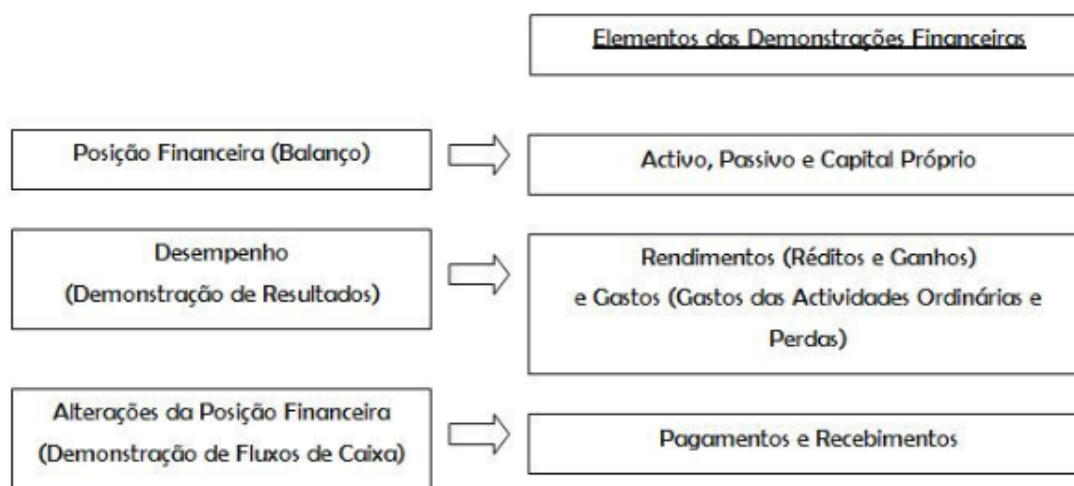 Elementos das Demonstrações Financeiras
Posição Financeira (Balanço)
Activo, Passivo e Capital Próprio
Desempenho
(Demonstração de Resultados)
Rendimentos (Réditos e Ganhos)
e Gastos (Gastos das Actividades Ordinárias e
Perdas)
Alterações da Posição Financeira
(Demonstração de Fluxos de Caixa)
Pagamentos e Recebimentos